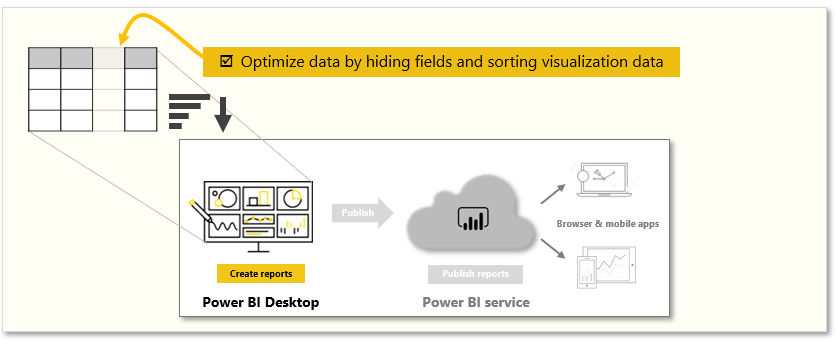 Optimize data by hiding fields and sorting visualization data
Publish
Browser & mobile apps
Create reports
Publish reports
Power BI Desktop
Power BI service